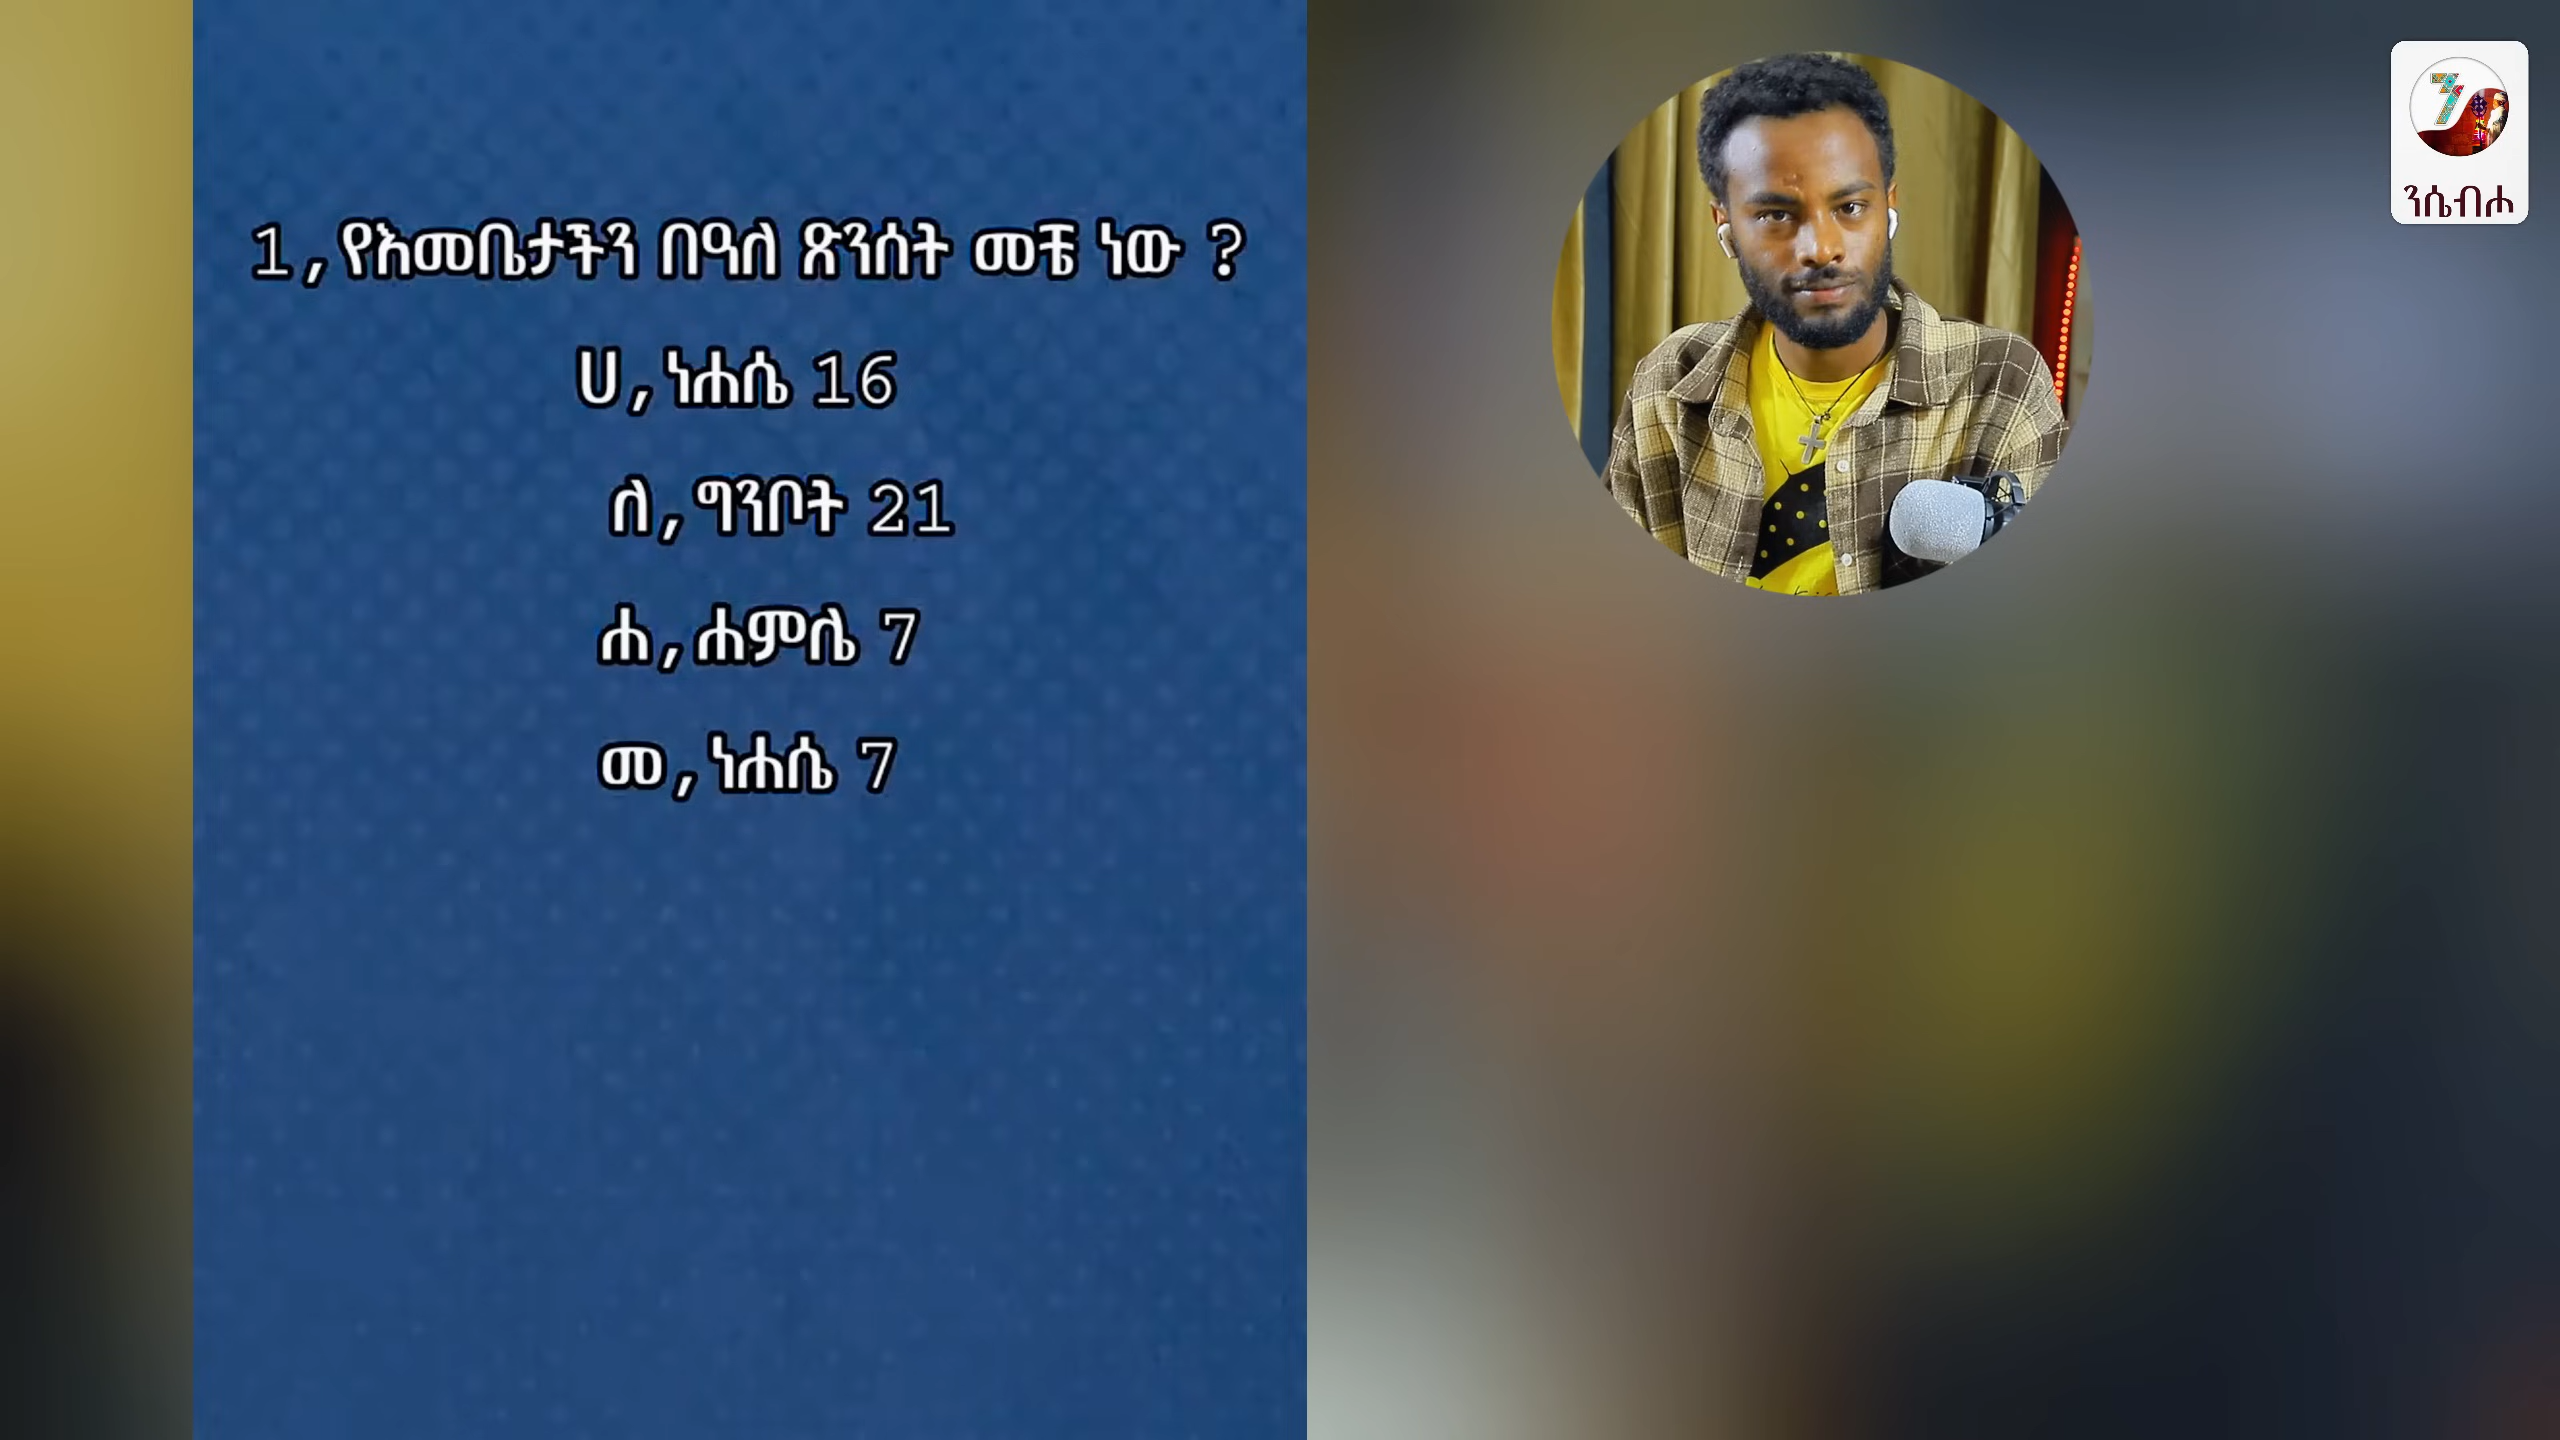 1,የእመቤታችን በዓለ ጽንሰት መቼ ነው ?
ሀ,ነሐሴ 16
ለ,ግንቦት 21
ሐ,ሐምሌ 7
መ,ነሐሴ 7
ንሴብሖ